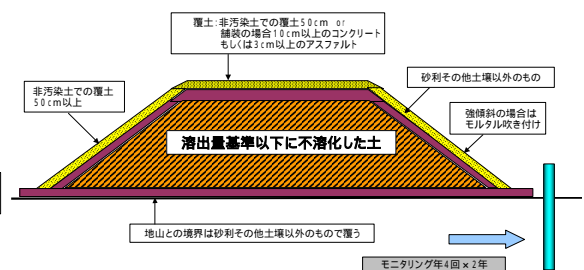 覆土:非汚染土での覆土50cm or
舗装の場合10cm以上のコンクリート
もしくは3cm以上のアスファルト
非汚染土での覆土
50cm以上
砂利その他土壌以外のもの
強傾斜の場合は
モルタル吹き付け
溶出量基準以下に不溶化した土
地山との境界は砂利その他土壌以外のもので覆う
モニタリング年4回×2年